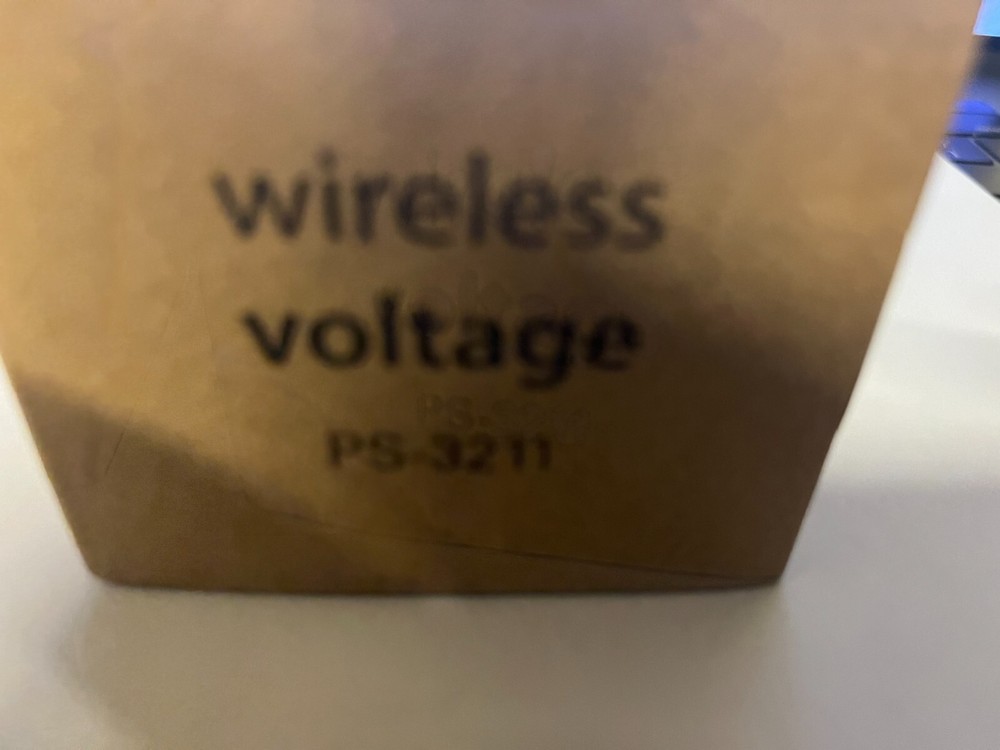 wireless
voltage
PS-3211